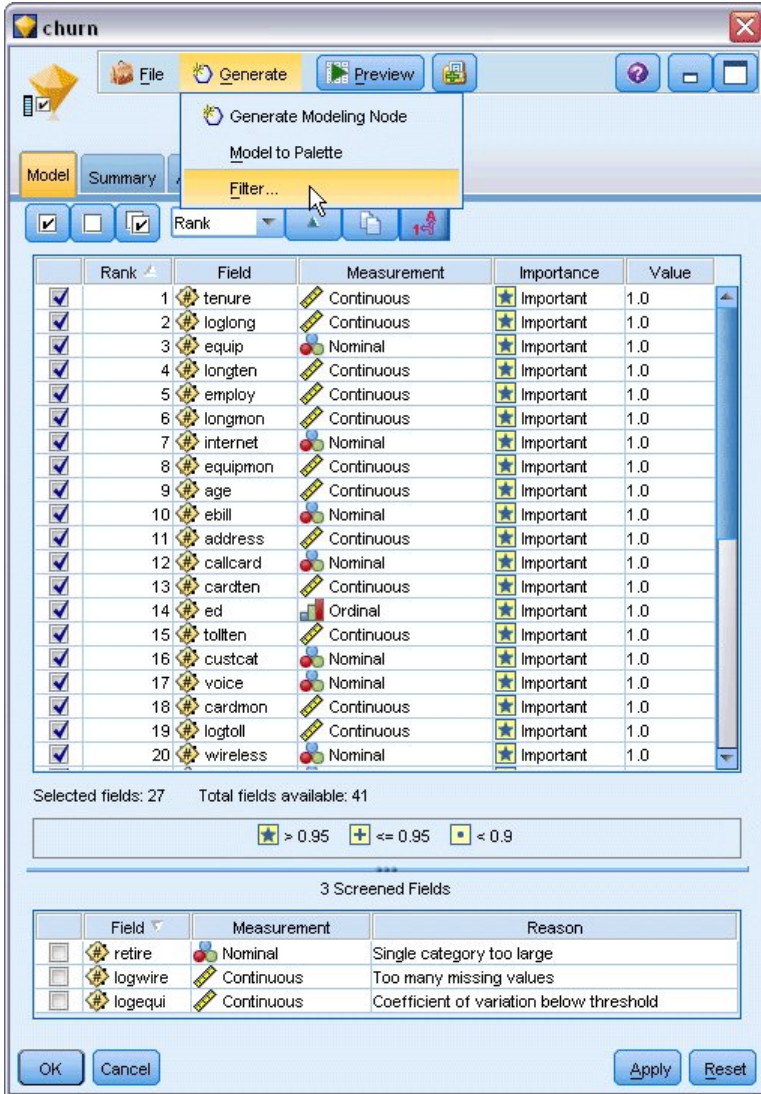 churn
File Generate Preview
Generate Modeling Node
Model to Palette
Filter...
Model Summary
Rank
Rank Field Measurement Importance Value
1 tenure Continuous Important 1.0
2 loglong Continuous Important 1.0
3 equip Nominal Important 1.0
4 longten Continuous Important 1.0
5 employ Continuous Important 1.0
6 longmon Continuous Important 1.0
7 internet Nominal Important 1.0
8 equipmon Continuous Important 1.0
9 age Continuous Important 1.0
10 ebill Nominal Important 1.0
11 address Continuous Important 1.0
12 callcard Nominal Important 1.0
13 cardten Continuous Important 1.0
14 ed Ordinal Important 1.0
15 tollten Continuous Important 1.0
16 custcat Nominal Important 1.0
17 voice Nominal Important 1.0
18 cardmon Continuous Important 1.0
19 logtoll Continuous Important 1.0
20 wireless Nominal Important 1.0
Selected fields: 27 Total fields available: 41
> 0.95 <= 0.95 < 0.9
3 Screened Fields
Field Measurement Reason
retire Nominal Single category too large
logwire Continuous Too many missing values
logequi Continuous Coefficient of variation below threshold
OK Cancel Apply Reset